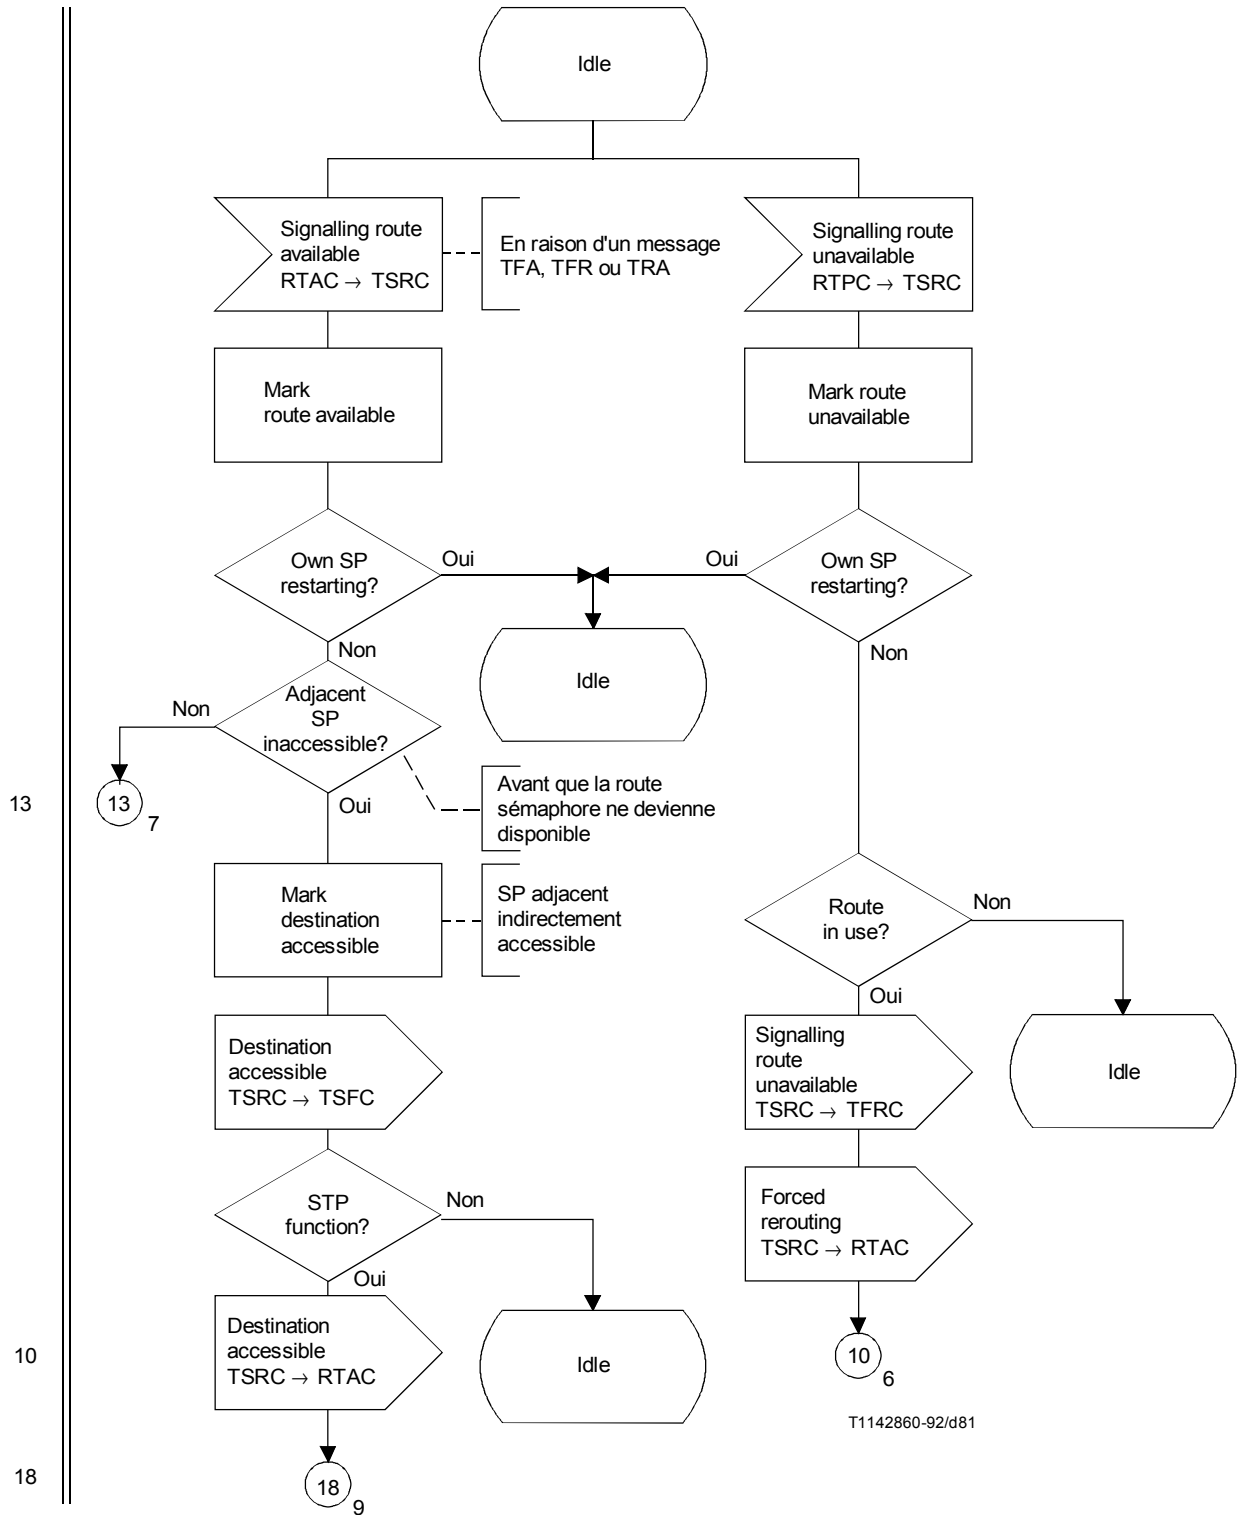 Idle
Signalling route
available
RTAC → TSRC
En raison d'un message
TFA, TFR ou TRA
Signalling route
unavailable
RTPC → TSRC
Mark
route available
Mark route
unavailable
Own SP
restarting?
Oui
Oui
Own SP
restarting?
Non
Idle
Non
Adjacent
SP
inaccessible?
Non
13
13
7
Oui
Avant que la route
sémaphore ne devienne
disponible
Mark
destination
accessible
SP adjacent
indirectement
accessible
Route
in use?
Non
Oui
Destination
accessible
TSRC → TSFC
Signalling
route
unavailable
TSRC → TFRC
Idle
STP
function?
Non
Oui
Forced
rerouting
TSRC → RTAC
10
Destination
accessible
TSRC → RTAC
Idle
10
6
T1142860-92/d81
18
18
9